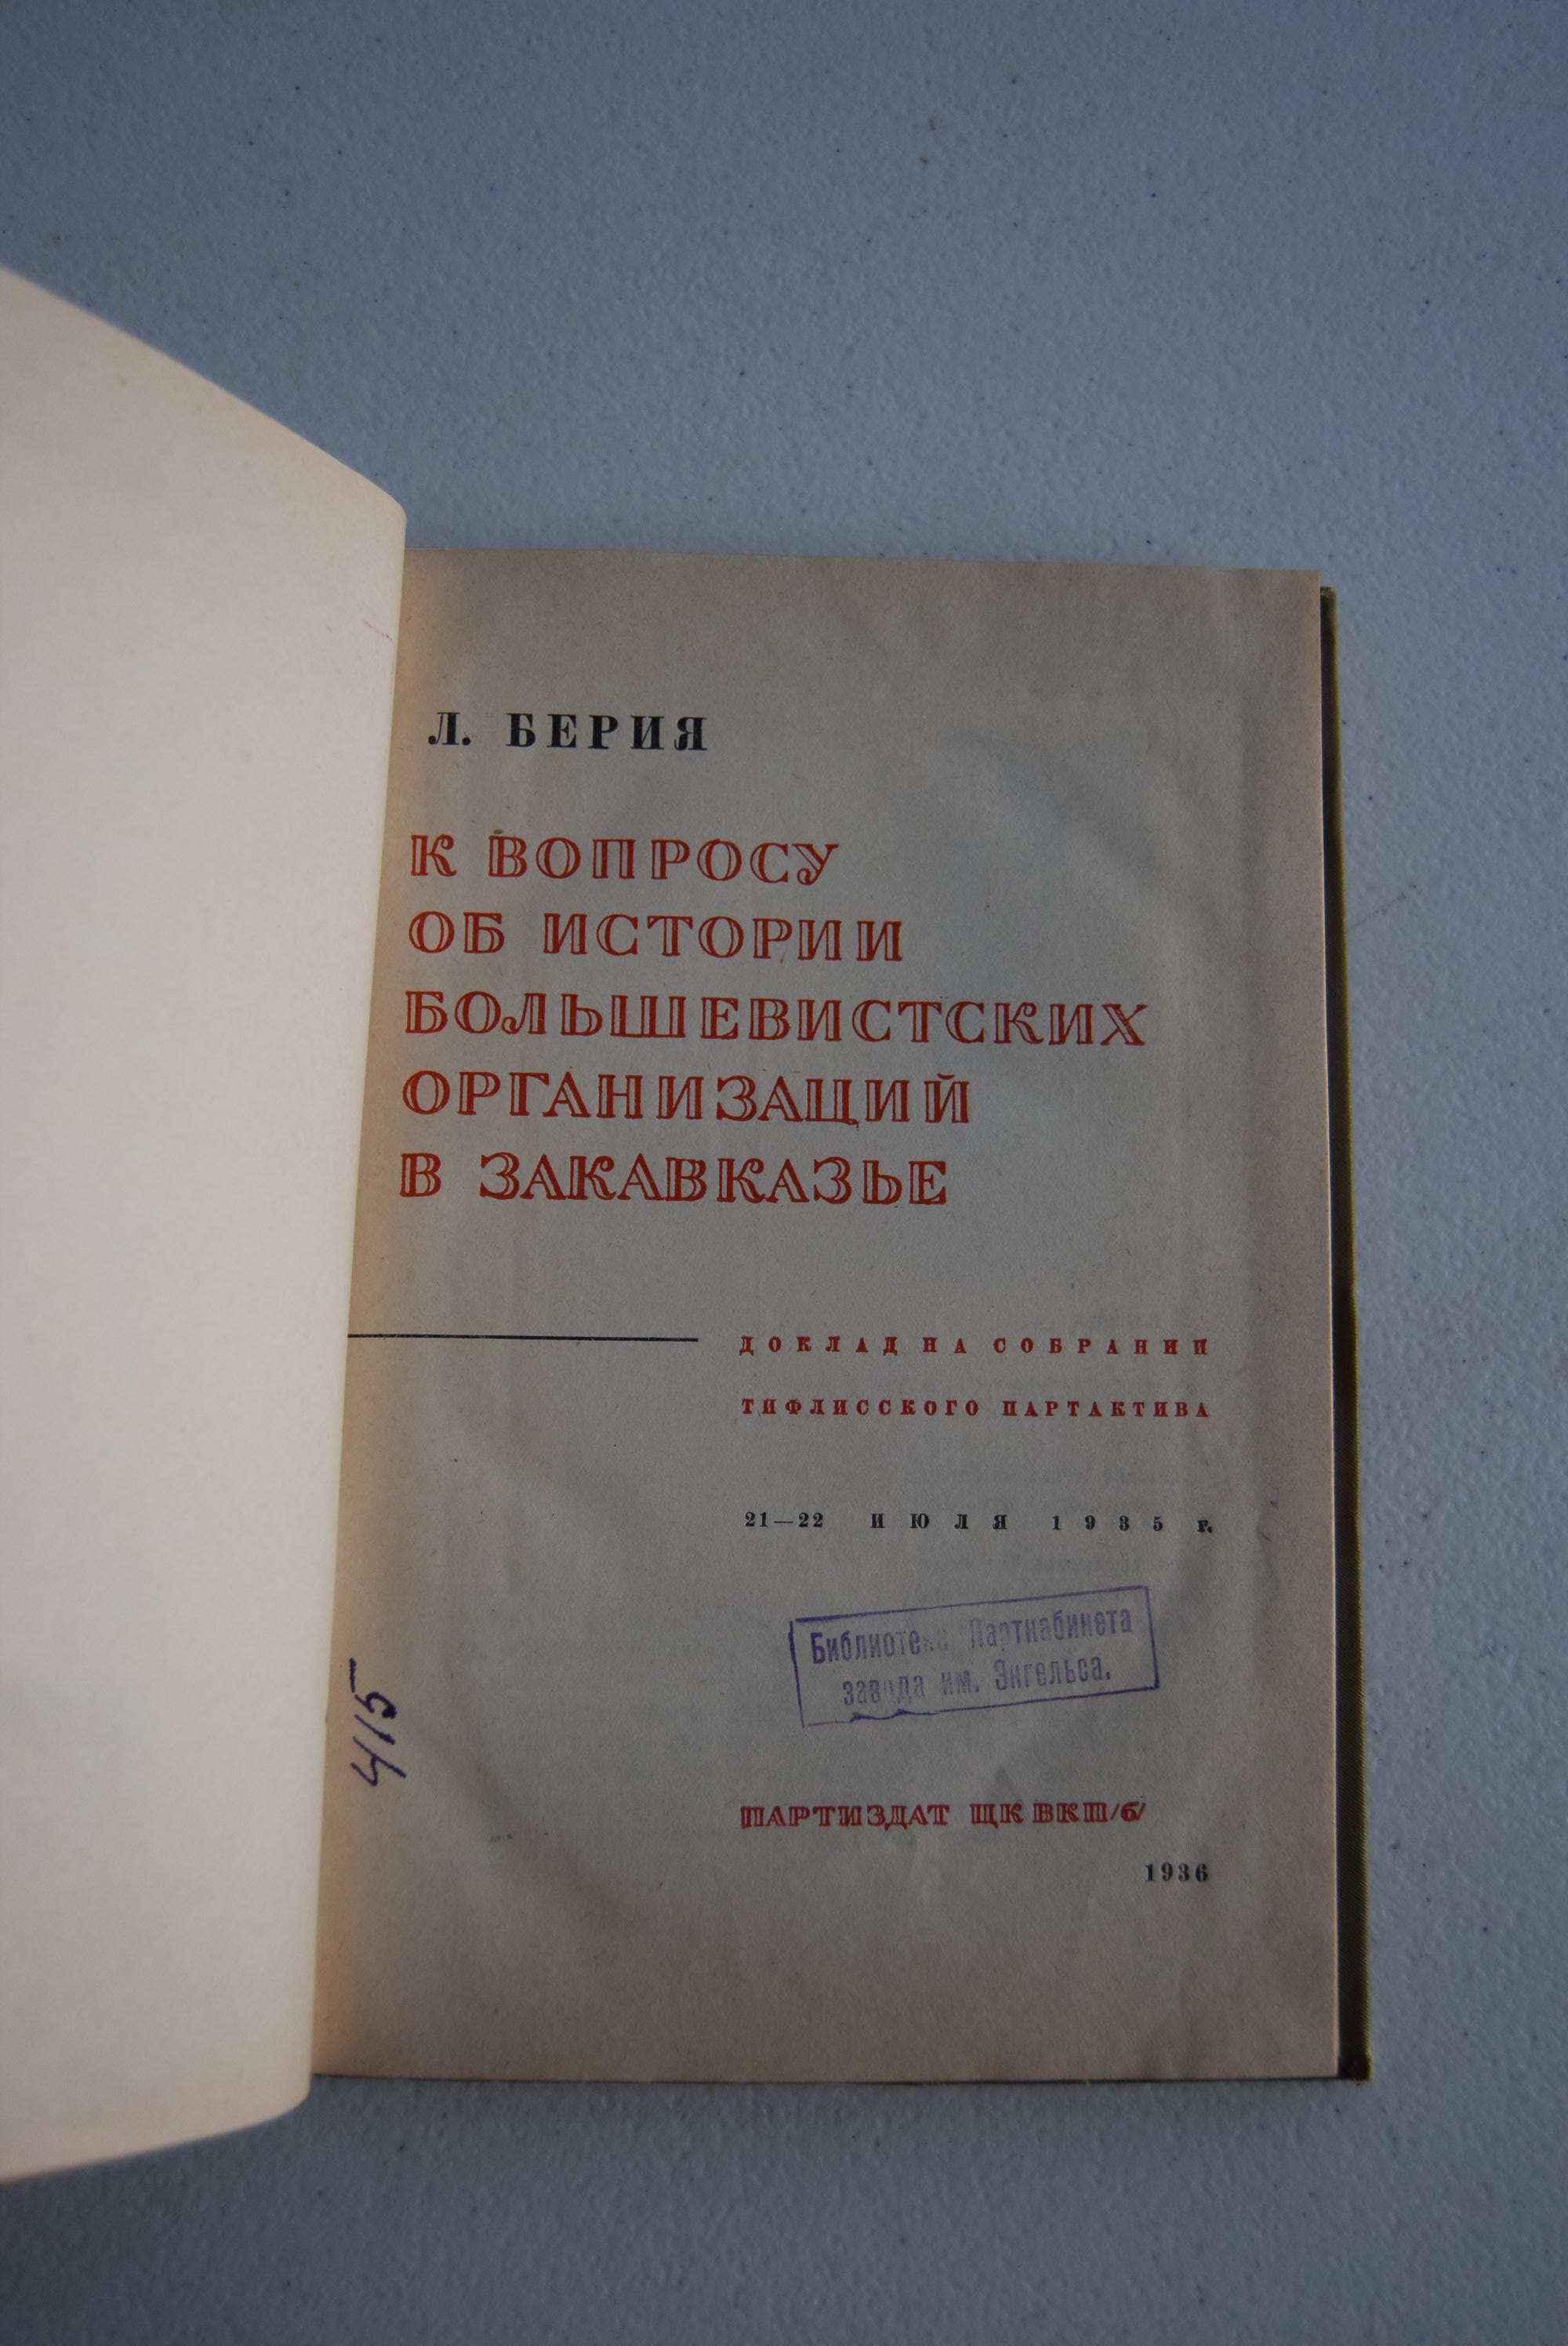 Л. БЕРИЯ
К ВОПРОСУ
ОБ ИСТОРИИ
БОЛЬШЕВИСТСКИХ
ОРГАНИЗАЦИЙ
В ЗАКАВКАЗЬЕ
ДОКЛАД НА СОБРАНИИ
ТИФЛИССКОГО ПАРТАКТИВА
21—22 ИЮЛЯ 1935 г.
Библиотека Парткабинета
завода им. Энгельса.
415
ПАРТИЗДАТ ЦК ВКП/б/
1936